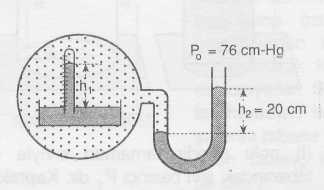 P₀ = 76 cm-Hg
h₁
h₂ = 20 cm